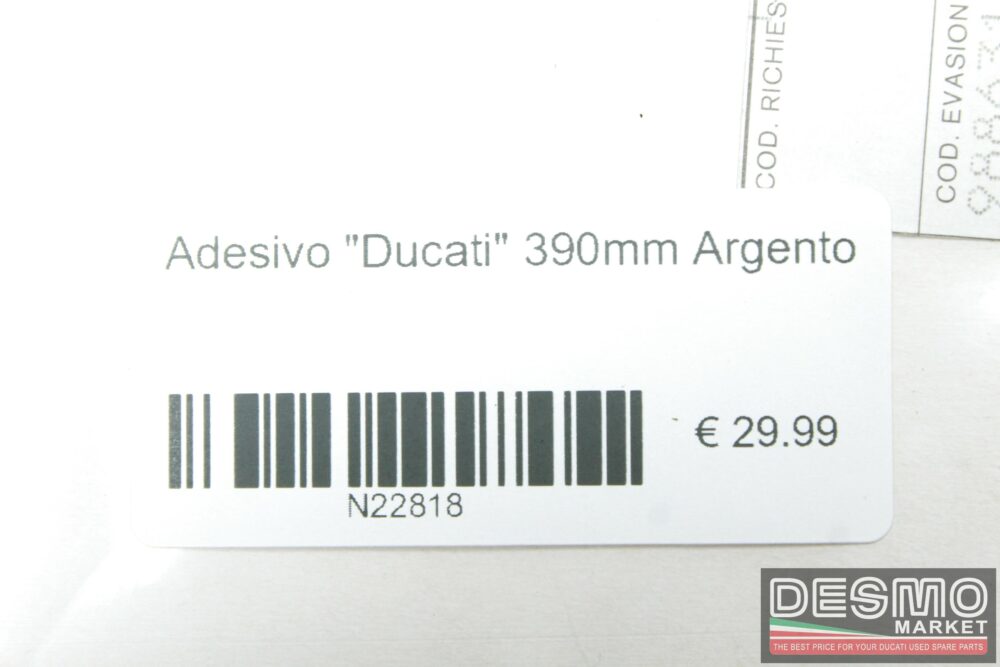 COD. RICHIES
COD. EVASION
Adesivo "Ducati" 390mm Argento
€ 29.99
N22818
DESMO
MARKET
THE BEST PRICE FOR YOUR DUCATI USED SPARE PARTS